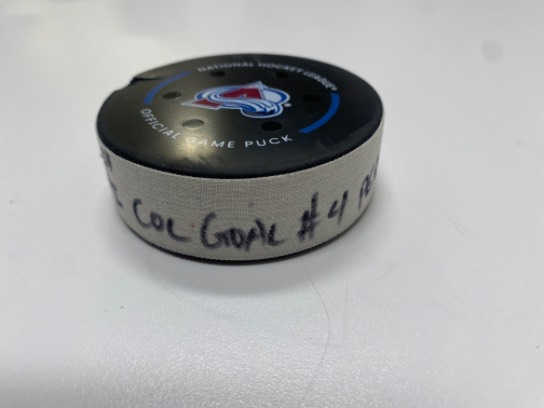 NATIONAL HOCKEY LEAGUE®
OFFICIAL GAME PUCK
COL GOAL #4